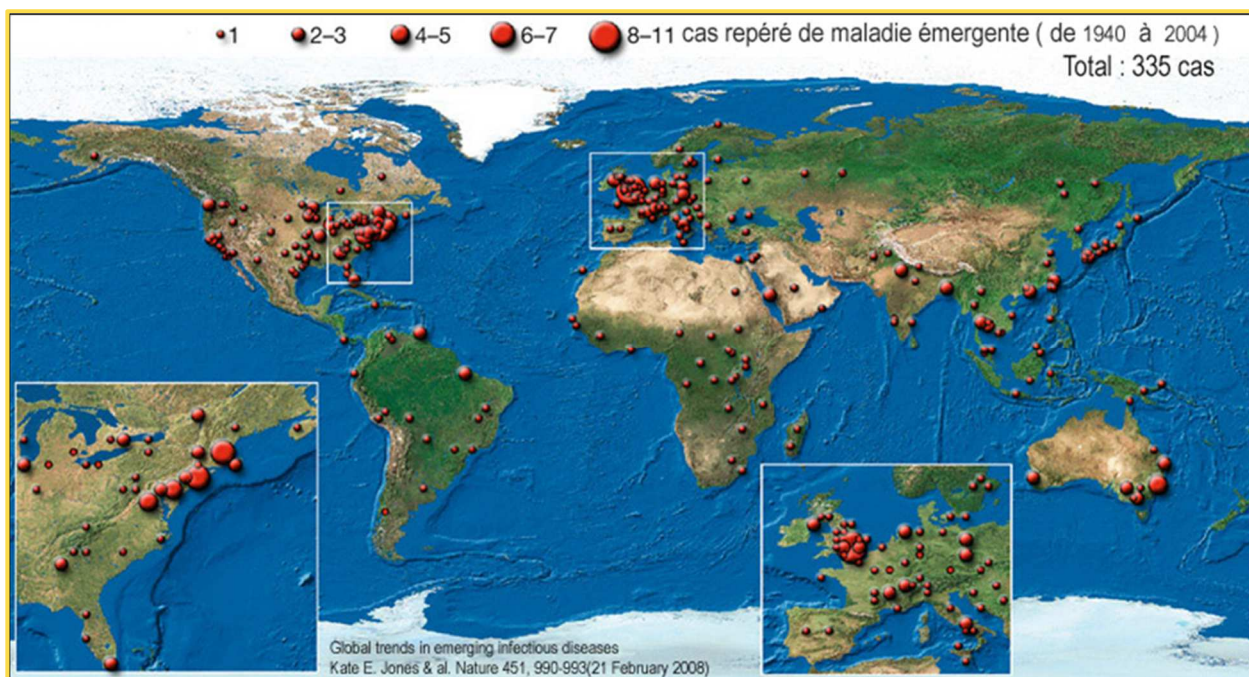 1 2–3 4–5 6–7 8–11 cas repéré de maladie émergente ( de 1940 à 2004 )
Total : 335 cas
Global trends in emerging infectious diseases
Kate E. Jones & al. Nature 451, 990-993(21 February 2008)